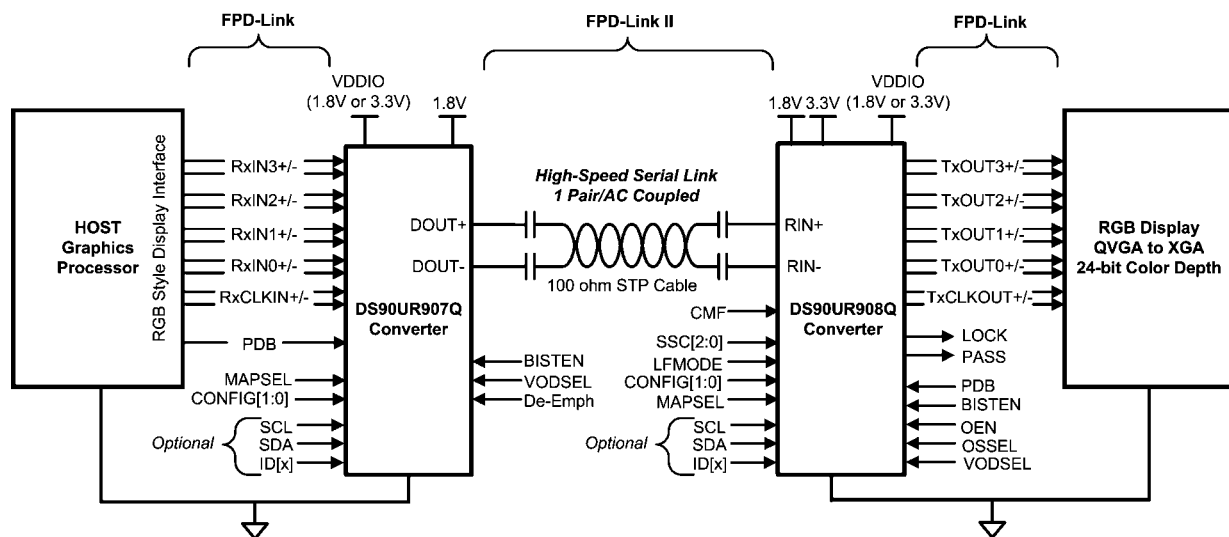 FPD-Link
FPD-Link II
FPD-Link
VDDIO
(1.8V or 3.3V)
1.8V
1.8V
3.3V
VDDIO
(1.8V or 3.3V)
HOST
Graphics
Processor
RGB Style Display Interface
RxIN3+/-
RxIN2+/-
RxIN1+/-
RxIN0+/-
RxCLKIN+/-
PDB
MAPSEL
CONFIG[1:0]
Optional
SCL
SDA
ID[x]
DOUT+
DOUT-
DS90UR907Q
Converter
BISTEN
VODSEL
De-Emph
High-Speed Serial Link
1 Pair/AC Coupled
100 ohm STP Cable
CMF
SSC[2:0]
LFMODE
CONFIG[1:0]
MAPSEL
Optional
SCL
SDA
ID[x]
RIN+
RIN-
DS90UR908Q
Converter
TxOUT3+/-
TxOUT2+/-
TxOUT1+/-
TxOUT0+/-
TxCLKOUT+/-
LOCK
PASS
PDB
BISTEN
OEN
OSSEL
VODSEL
RGB Display
QVGA to XGA
24-bit Color Depth